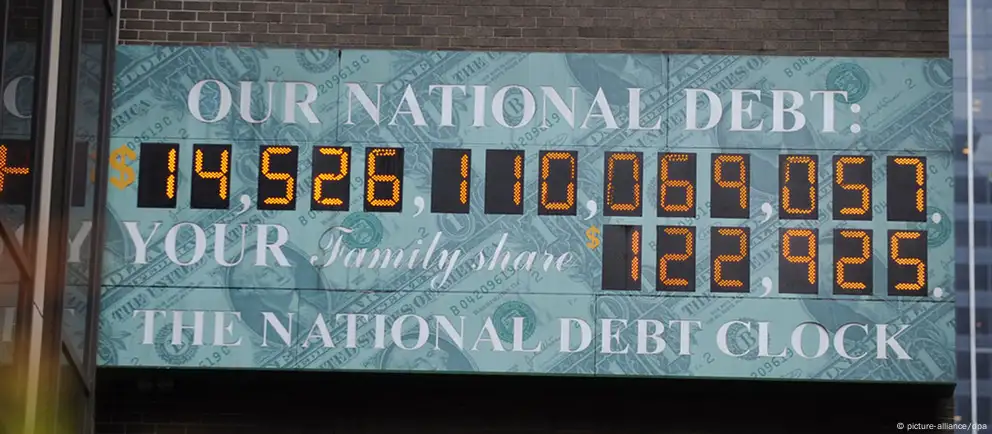 OUR NATIONAL DEBT:
$14,526,110,069,057.
YOUR Family share $122,925.
THE NATIONAL DEBT CLOCK
© picture-alliance/dpa